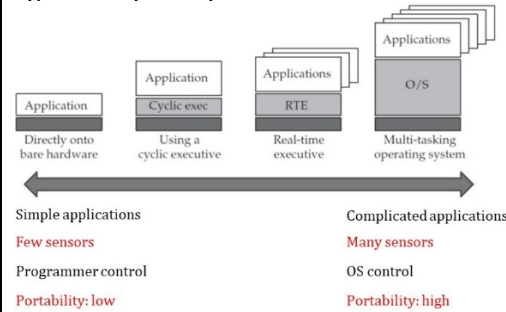 Application
Directly onto
bare hardware
Application
Cyclic exec
Using a
cyclic executive
Applications
RTE
Real-time
executive
Applications
O/S
Multi-tasking
operating system
Simple applications
Few sensors
Programmer control
Portability: low
Complicated applications
Many sensors
OS control
Portability: high